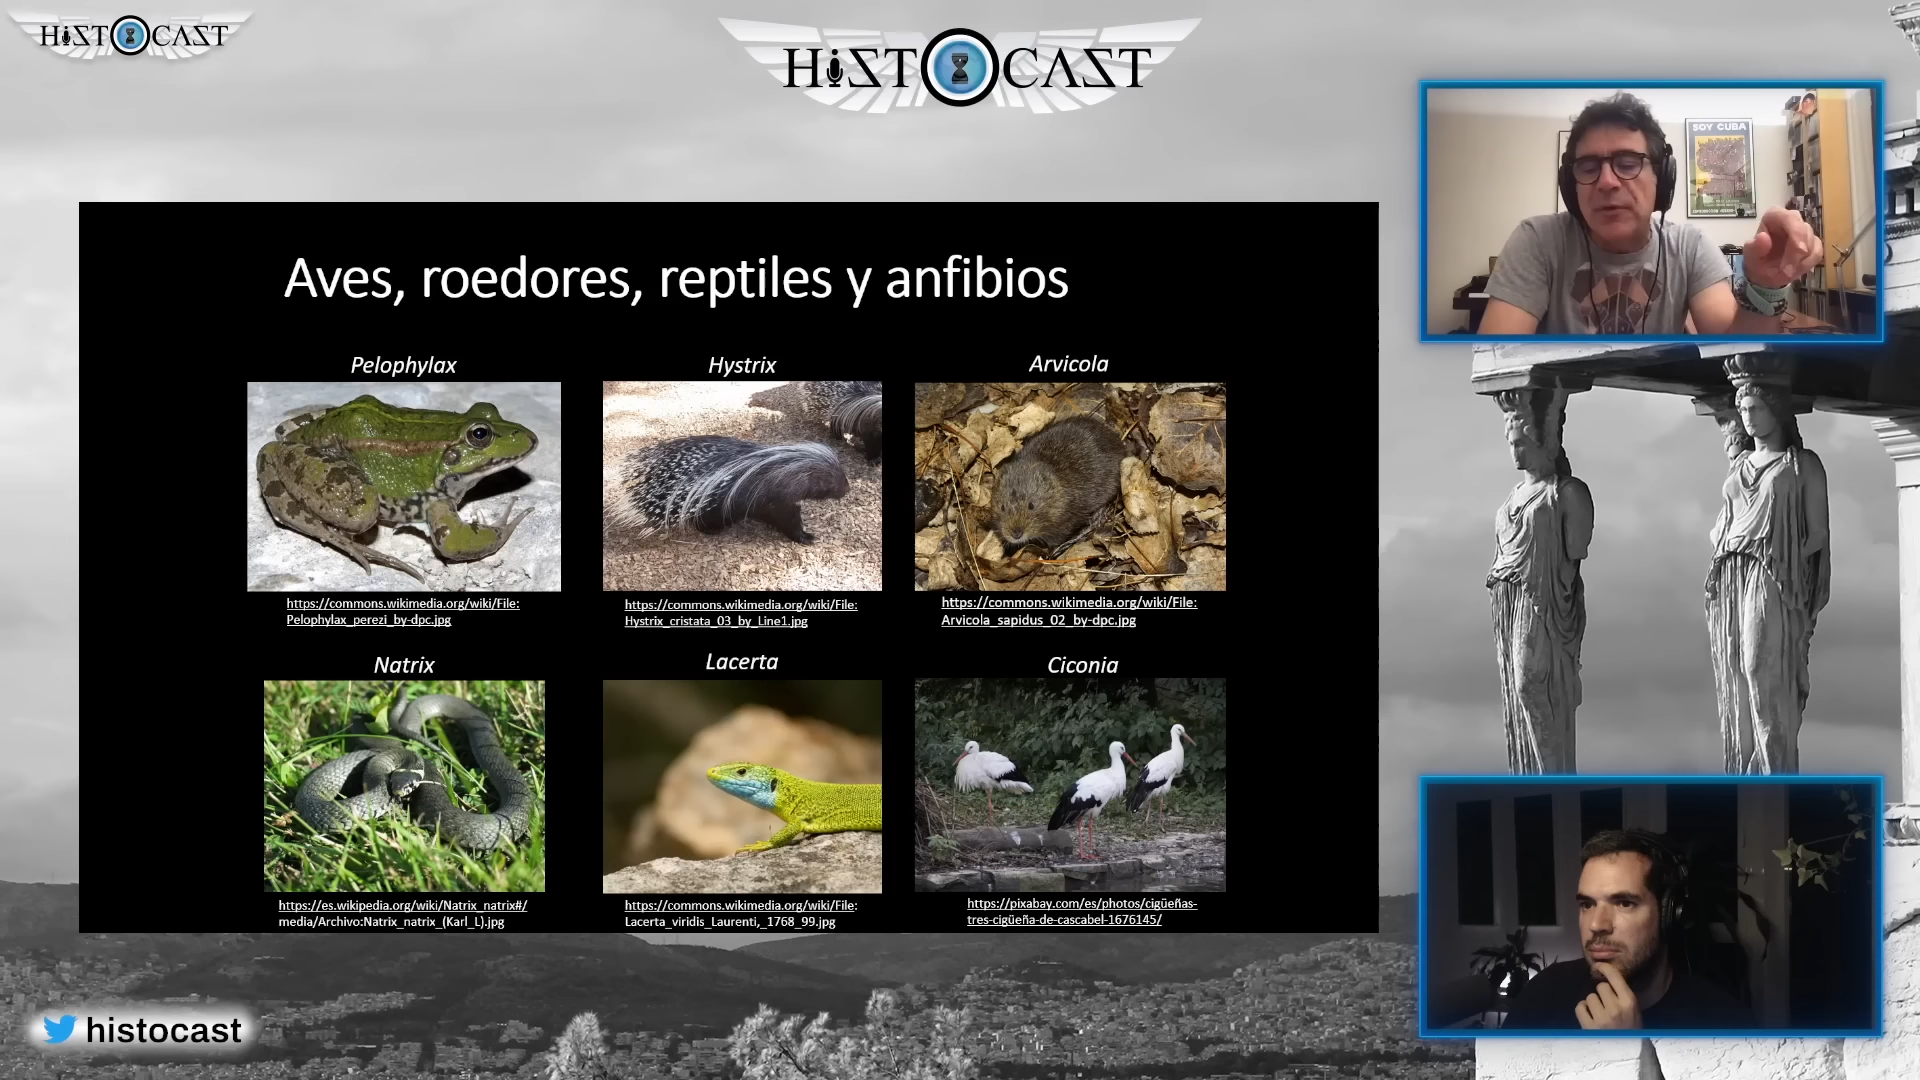 HISTOCAST
HISTOCAST
SOY CUBA
Aves, roedores, reptiles y anfibios
Pelophylax
Hystrix
Arvicola
https://commons.wikimedia.org/wiki/File:
Pelophylax_perezi_by-dpc.jpg
https://commons.wikimedia.org/wiki/File:
Hystrix_cristata_03_by_Line1.jpg
https://commons.wikimedia.org/wiki/File:
Arvicola_sapidus_02_by-dpc.jpg
Natrix
Lacerta
Ciconia
https://es.wikipedia.org/wiki/Natrix_natrix#/
media/Archivo:Natrix_natrix_(Karl_L).jpg
https://commons.wikimedia.org/wiki/File:
Lacerta_viridis_Laurenti,_1768_99.jpg
https://pixabay.com/es/photos/cigüeñas-
tres-cigüeña-de-cascabel-1676145/
histocast